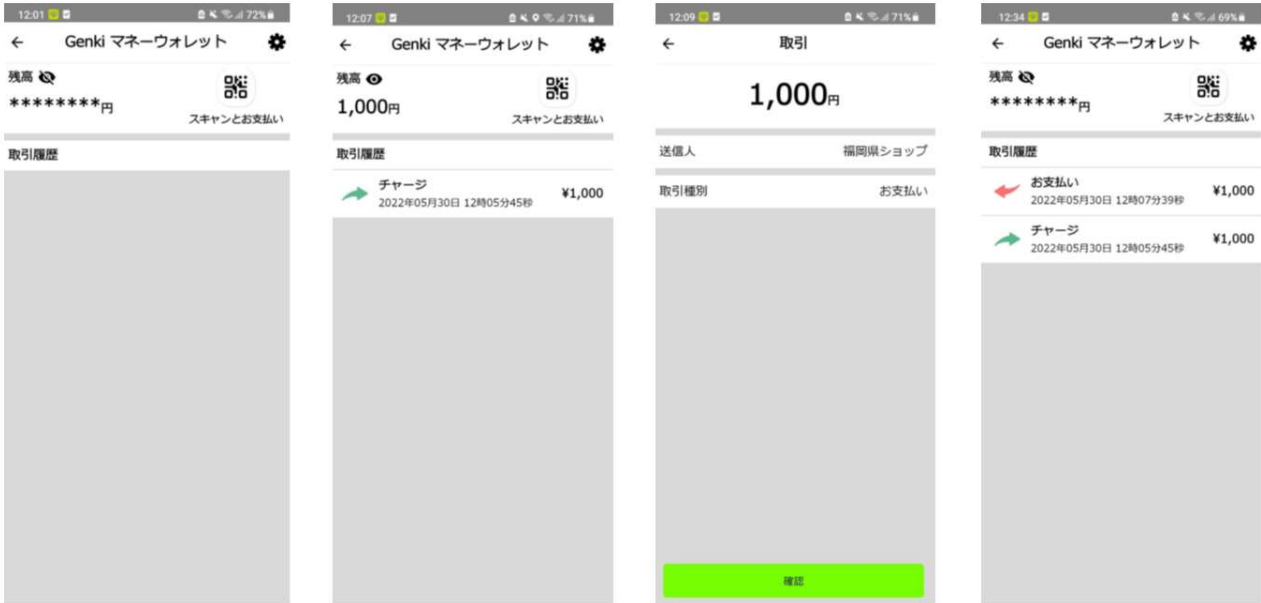 12:01
72%
Genki マネーウォレット
残高
********円
スキャンとお支払い
取引履歴
12:07
71%
Genki マネーウォレット
残高
1,000円
スキャンとお支払い
取引履歴
チャージ
¥1,000
2022年05月30日 12時05分45秒
12:09
71%
取引
1,000円
送信人
福岡県ショップ
取引種別
お支払い
確認
12:34
69%
Genki マネーウォレット
残高
********円
スキャンとお支払い
取引履歴
お支払い
¥1,000
2022年05月30日 12時07分39秒
チャージ
¥1,000
2022年05月30日 12時05分45秒